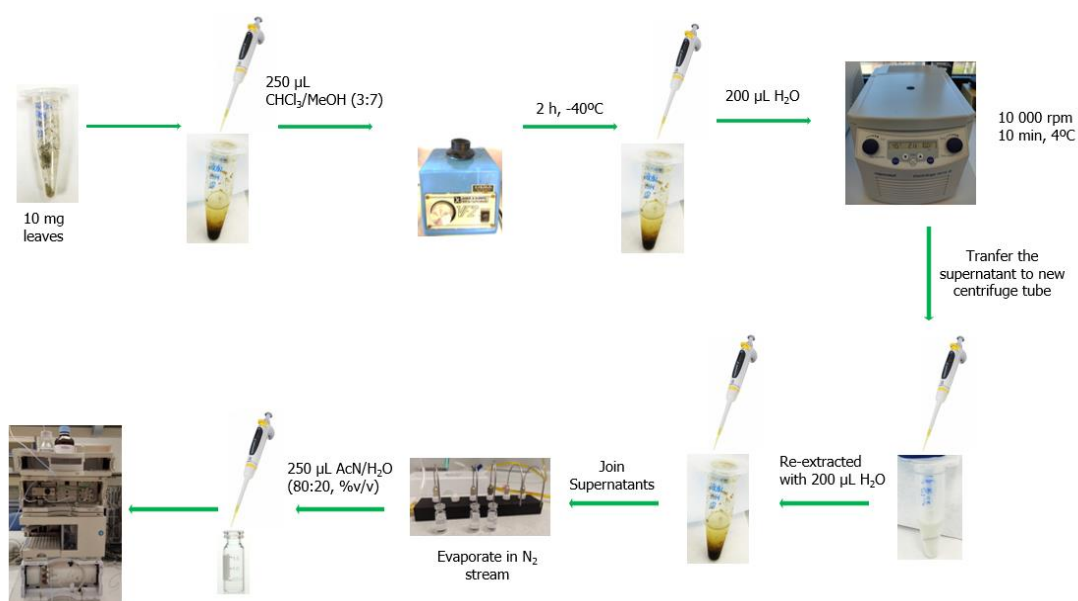 250 µL
CHCl₃/MeOH (3:7)
2 h, -40ºC
200 µL H₂O
10 000 rpm
10 min, 4ºC
10 mg
leaves
Tranfer the
supernatant to new
centrifuge tube
250 µL AcN/H₂O
(80:20, %v/v)
Join
Supernatants
Re-extracted
with 200 µL H₂O
Evaporate in N₂
stream